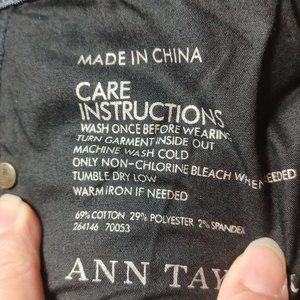 MADE IN CHINA
CARE
INSTRUCTIONS
WASH ONCE BEFORE WEARING
TURN GARMENT INSIDE OUT
MACHINE WASH COLD
ONLY NON-CHLORINE BLEACH WHEN NEEDED
TUMBLE DRY LOW
WARM IRON IF NEEDED
69% COTTON 29% POLYESTER 2% SPANDEX
264146 70053
ANN